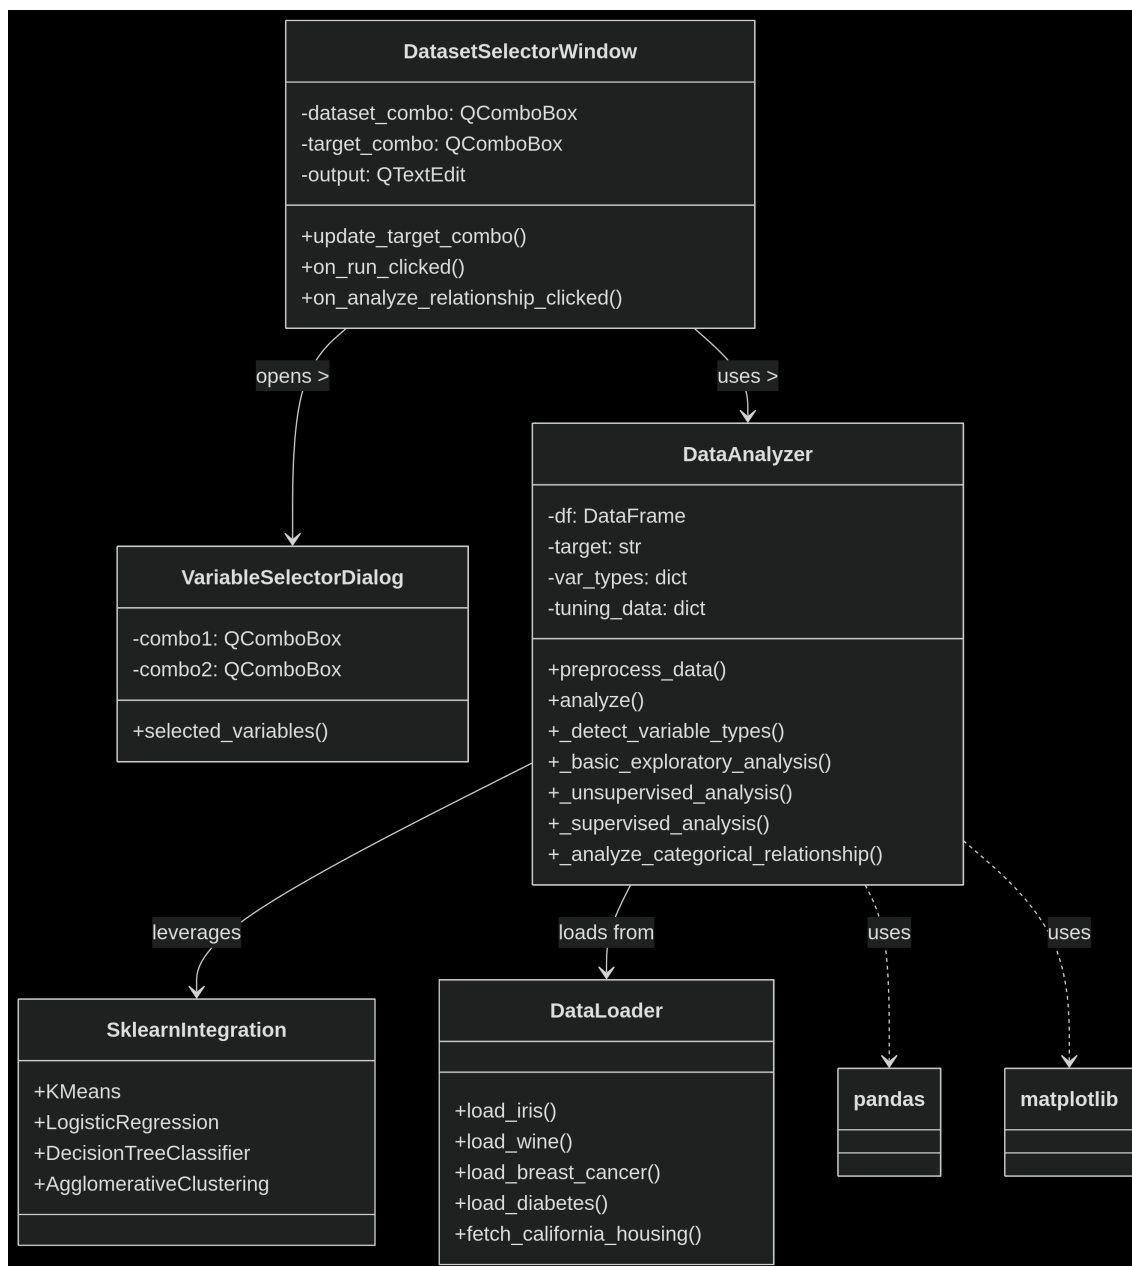 DatasetSelectorWindow
-dataset_combo: QComboBox
-target_combo: QComboBox
-output: QTextEdit
+update_target_combo()
+on_run_clicked()
+on_analyze_relationship_clicked()
opens >
uses >
DataAnalyzer
-df: DataFrame
-target: str
-var_types: dict
-tuning_data: dict
+preprocess_data()
+analyze()
+_detect_variable_types()
+_basic_exploratory_analysis()
+_unsupervised_analysis()
+_supervised_analysis()
+_analyze_categorical_relationship()
VariableSelectorDialog
-combo1: QComboBox
-combo2: QComboBox
+selected_variables()
leverages
loads from
uses
uses
SklearnIntegration
+KMeans
+LogisticRegression
+DecisionTreeClassifier
+AgglomerativeClustering
DataLoader
+load_iris()
+load_wine()
+load_breast_cancer()
+load_diabetes()
+fetch_california_housing()
pandas
matplotlib